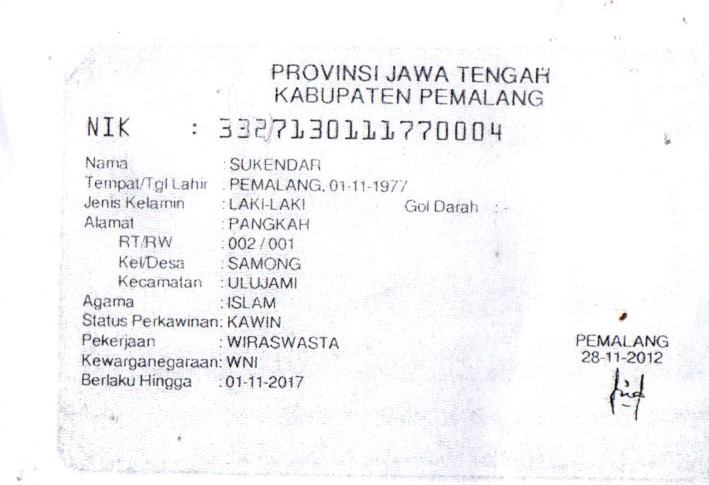 PROVINSI JAWA TENGAH
KABUPATEN PEMALANG
NIK : 3327130111770004
Nama : SUKENDAR
Tempat/Tgl Lahir : PEMALANG, 01-11-1977
Jenis Kelamin : LAKI-LAKI Gol Darah : -
Alamat : PANGKAH
RT/RW : 002 / 001
Kel/Desa : SAMONG
Kecamatan : ULUJAMI
Agama : ISLAM
Status Perkawinan: KAWIN
Pekerjaan : WIRASWASTA
Kewarganegaraan: WNI
Berlaku Hingga : 01-11-2017
PEMALANG
28-11-2012